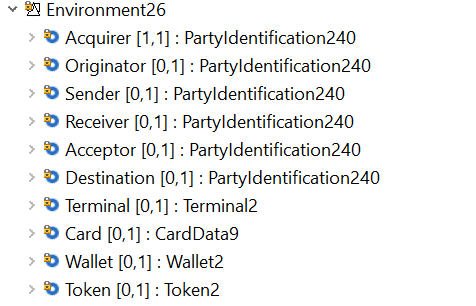 Environment26
Acquirer [1,1] : PartyIdentification240
Originator [0,1] : PartyIdentification240
Sender [0,1] : PartyIdentification240
Receiver [0,1] : PartyIdentification240
Acceptor [0,1] : PartyIdentification240
Destination [0,1] : PartyIdentification240
Terminal [0,1] : Terminal2
Card [0,1] : CardData9
Wallet [0,1] : Wallet2
Token [0,1] : Token2